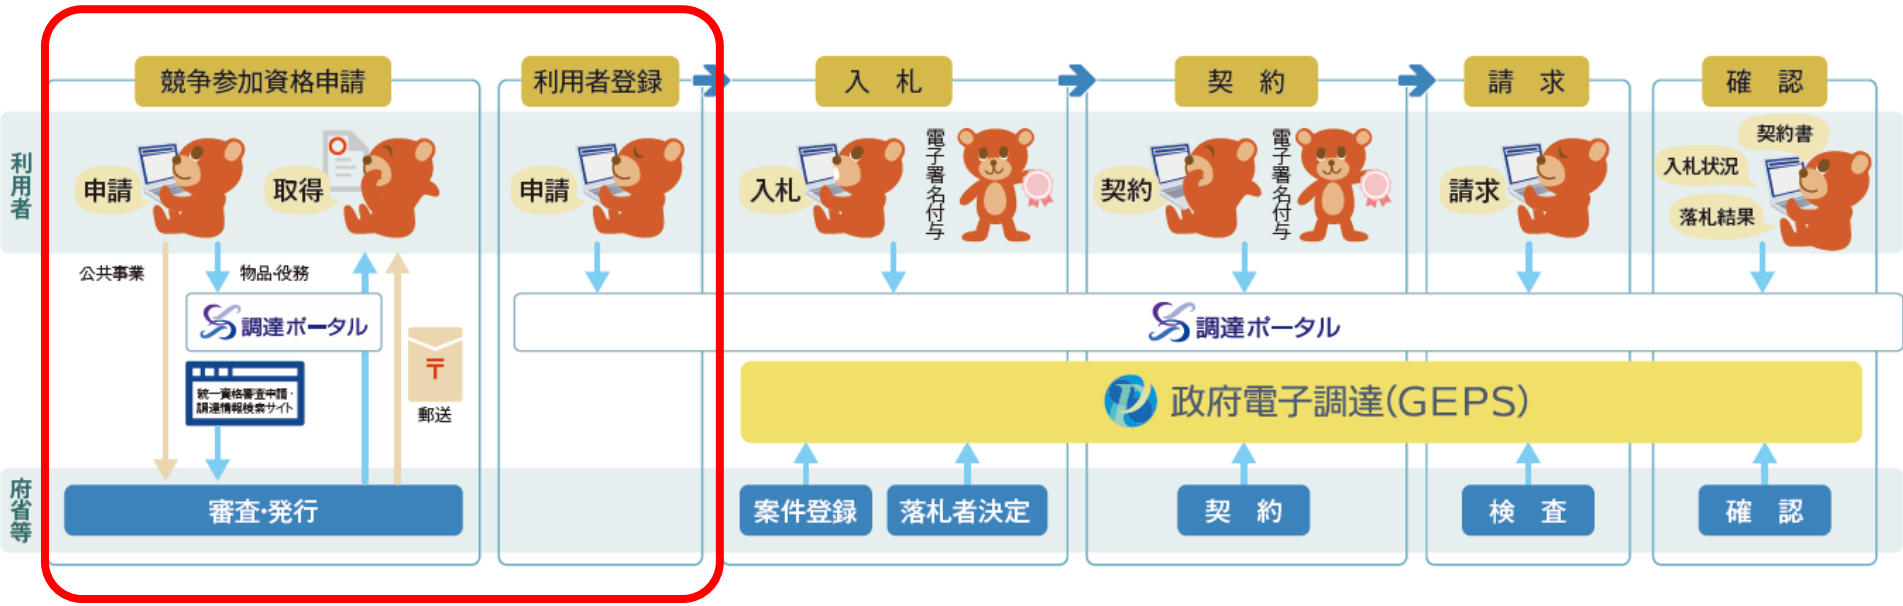 競争参加資格申請
利用者登録
入　札
契　約
請　求
確　認
利用者
申請
取得
申請
入札
電子署名付与
契約
電子署名付与
請求
契約書
入札状況
落札結果
公共事業
物品・役務
調達ポータル
調達ポータル
統一資格審査申請・
調達情報検索サイト
〒
郵送
政府電子調達(GEPS)
府省等
審査・発行
案件登録
落札者決定
契　約
検　査
確　認